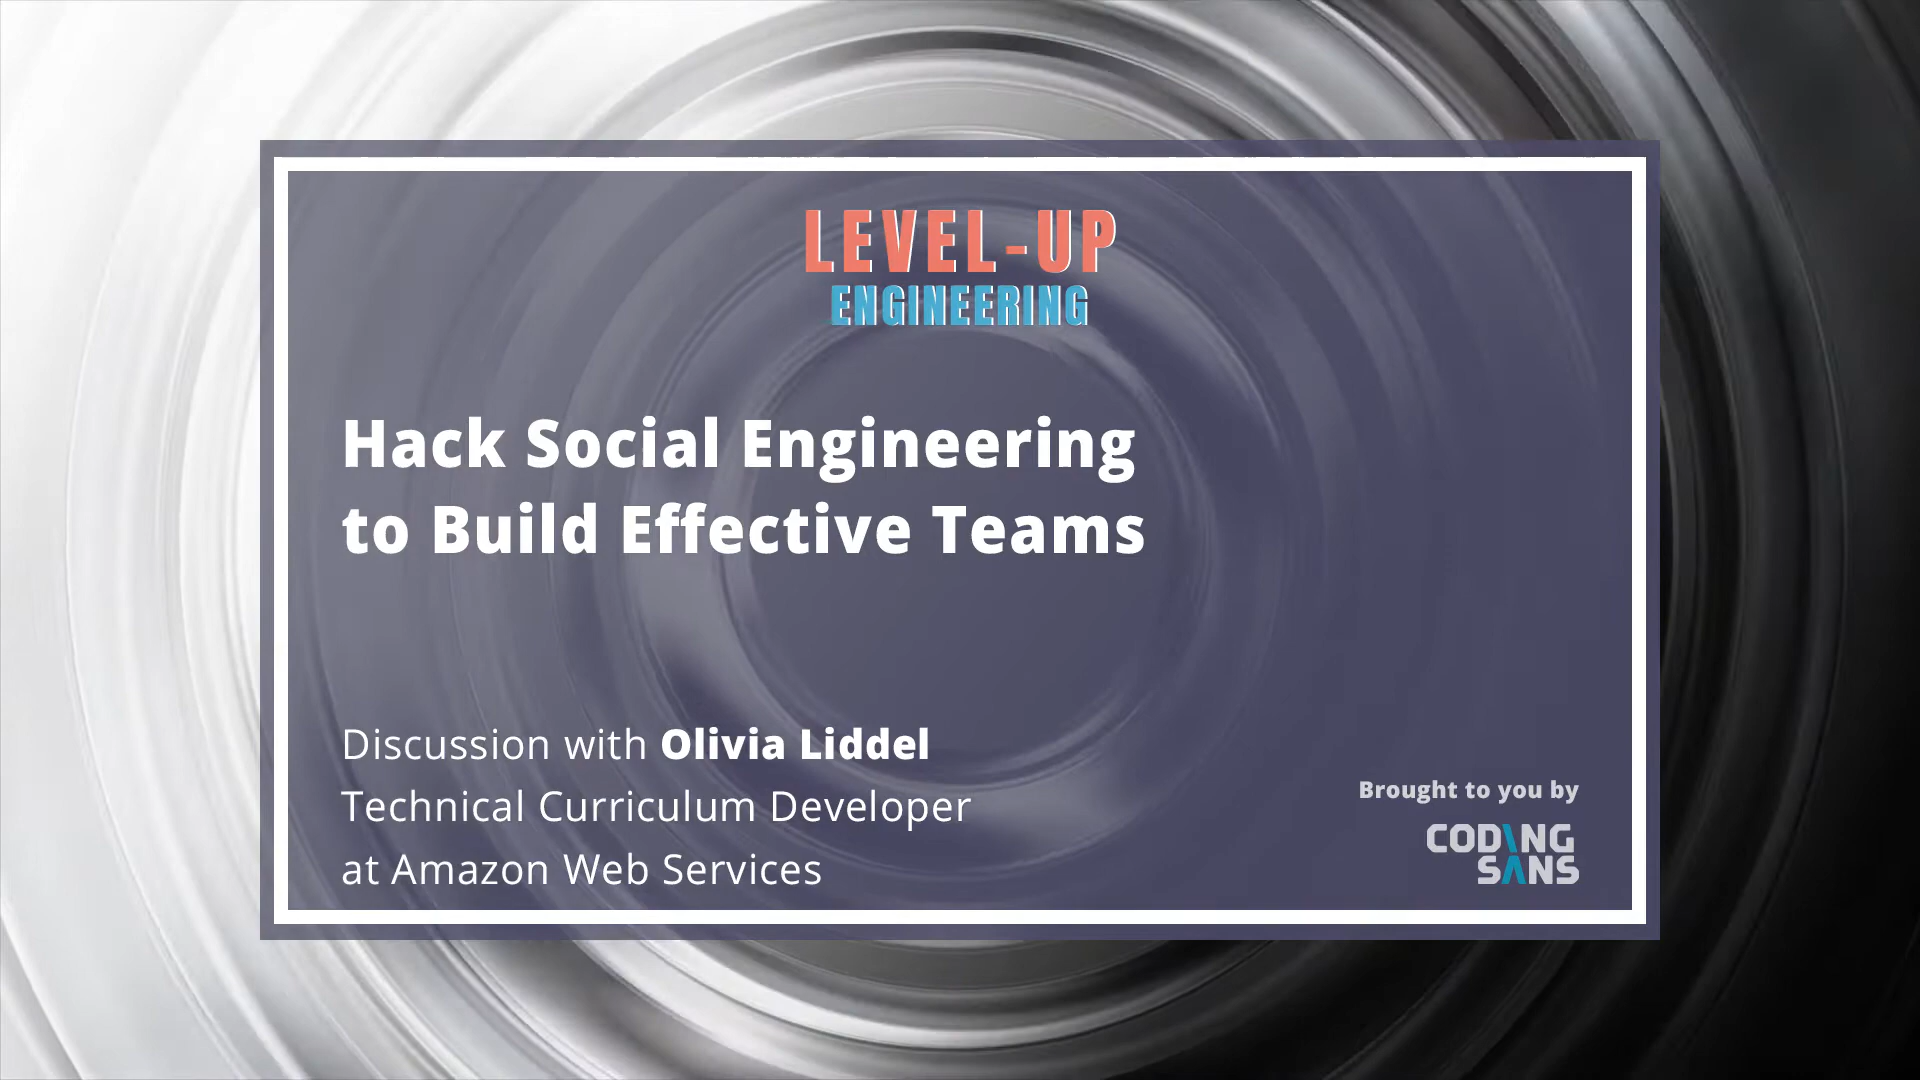 LEVEL-UP
ENGINEERING
Hack Social Engineering
to Build Effective Teams
Discussion with Olivia Liddel
Technical Curriculum Developer
at Amazon Web Services
Brought to you by
CODING
SANS